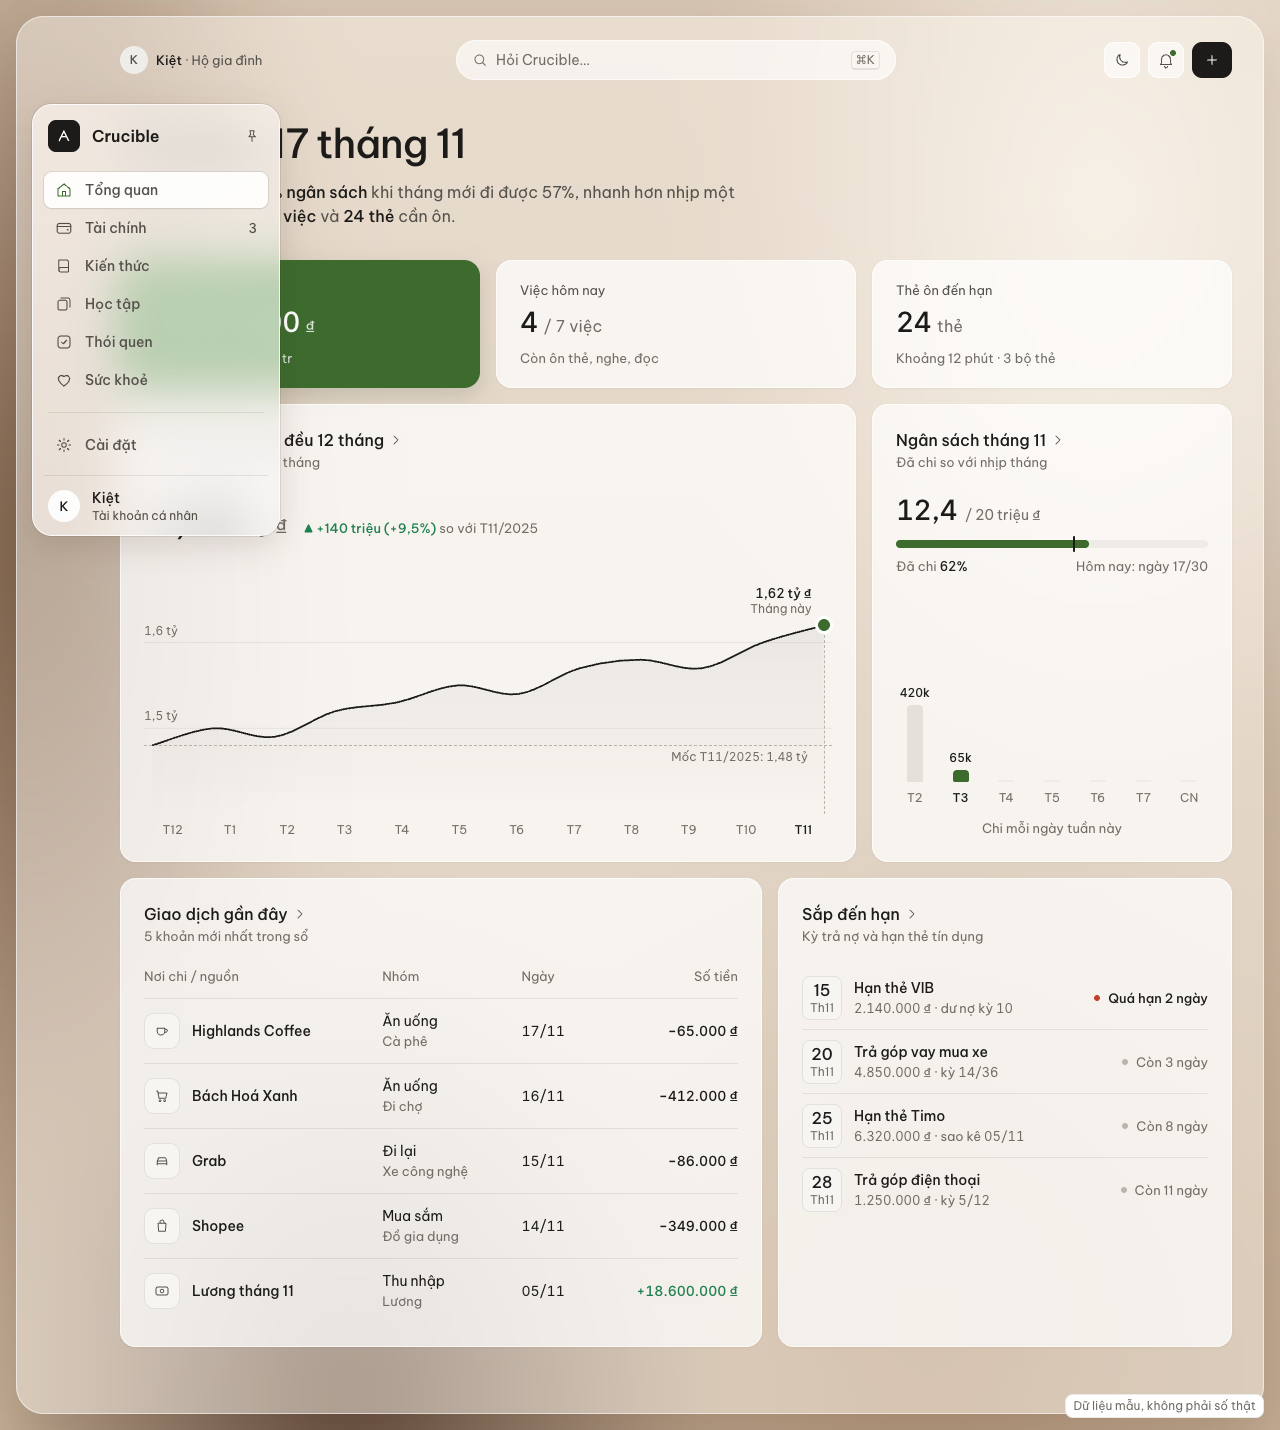 K Kiệt · Hộ gia đình
Hỏi Crucible...
⌘K
Crucible
Tổng quan
Tài chính 3
Kiến thức
Học tập
Thói quen
Sức khoẻ
Cài đặt
K Kiệt
Tài khoản cá nhân
17 tháng 11
ngân sách khi tháng mới đi được 57%, nhanh hơn nhịp một
việc và 24 thẻ cần ôn.
0 đ
tr
Việc hôm nay
4 / 7 việc
Còn ôn thẻ, nghe, đọc
Thẻ ôn đến hạn
24 thẻ
Khoảng 12 phút · 3 bộ thẻ
đều 12 tháng
tháng
đ ▲ +140 triệu (+9,5%) so với T11/2025
1,62 tỷ đ
Tháng này
1,6 tỷ
1,5 tỷ
Mốc T11/2025: 1,48 tỷ
T12 T1 T2 T3 T4 T5 T6 T7 T8 T9 T10 T11
Ngân sách tháng 11
Đã chi so với nhịp tháng
12,4 / 20 triệu đ
Đã chi 62% Hôm nay: ngày 17/30
420k
65k
T2 T3 T4 T5 T6 T7 CN
Chi mỗi ngày tuần này
Giao dịch gần đây
5 khoản mới nhất trong sổ
Nơi chi / nguồn Nhóm Ngày Số tiền
Highlands Coffee Ăn uống 17/11 -65.000 đ
Cà phê
Bách Hoá Xanh Ăn uống 16/11 -412.000 đ
Đi chợ
Grab Đi lại 15/11 -86.000 đ
Xe công nghệ
Shopee Mua sắm 14/11 -349.000 đ
Đồ gia dụng
Lương tháng 11 Thu nhập 05/11 +18.600.000 đ
Lương
Sắp đến hạn
Kỳ trả nợ và hạn thẻ tín dụng
15 Th11 Hạn thẻ VIB Quá hạn 2 ngày
2.140.000 đ · dư nợ kỳ 10
20 Th11 Trả góp vay mua xe Còn 3 ngày
4.850.000 đ · kỳ 14/36
25 Th11 Hạn thẻ Timo Còn 8 ngày
6.320.000 đ · sao kê 05/11
28 Th11 Trả góp điện thoại Còn 11 ngày
1.250.000 đ · kỳ 5/12
Dữ liệu mẫu, không phải số thật